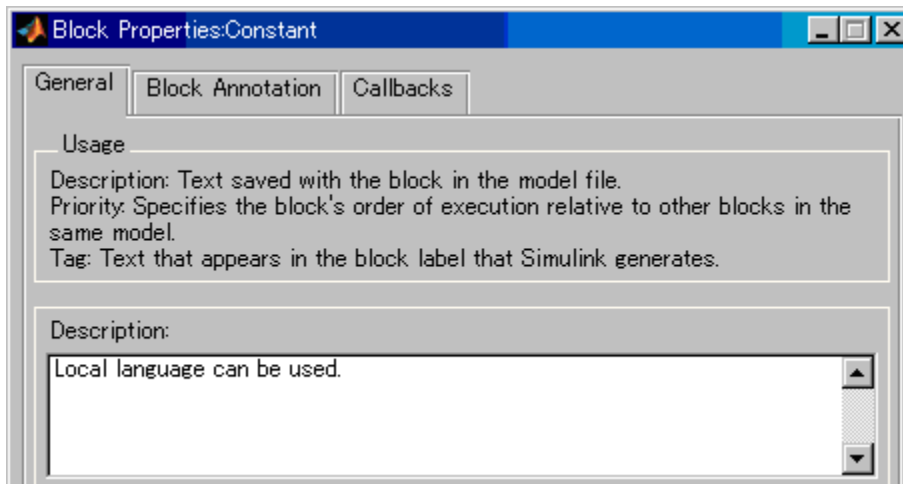 Block Properties:Constant
General Block Annotation Callbacks
Usage
Description: Text saved with the block in the model file.
Priority: Specifies the block's order of execution relative to other blocks in the
same model.
Tag: Text that appears in the block label that Simulink generates.
Description:
Local language can be used.